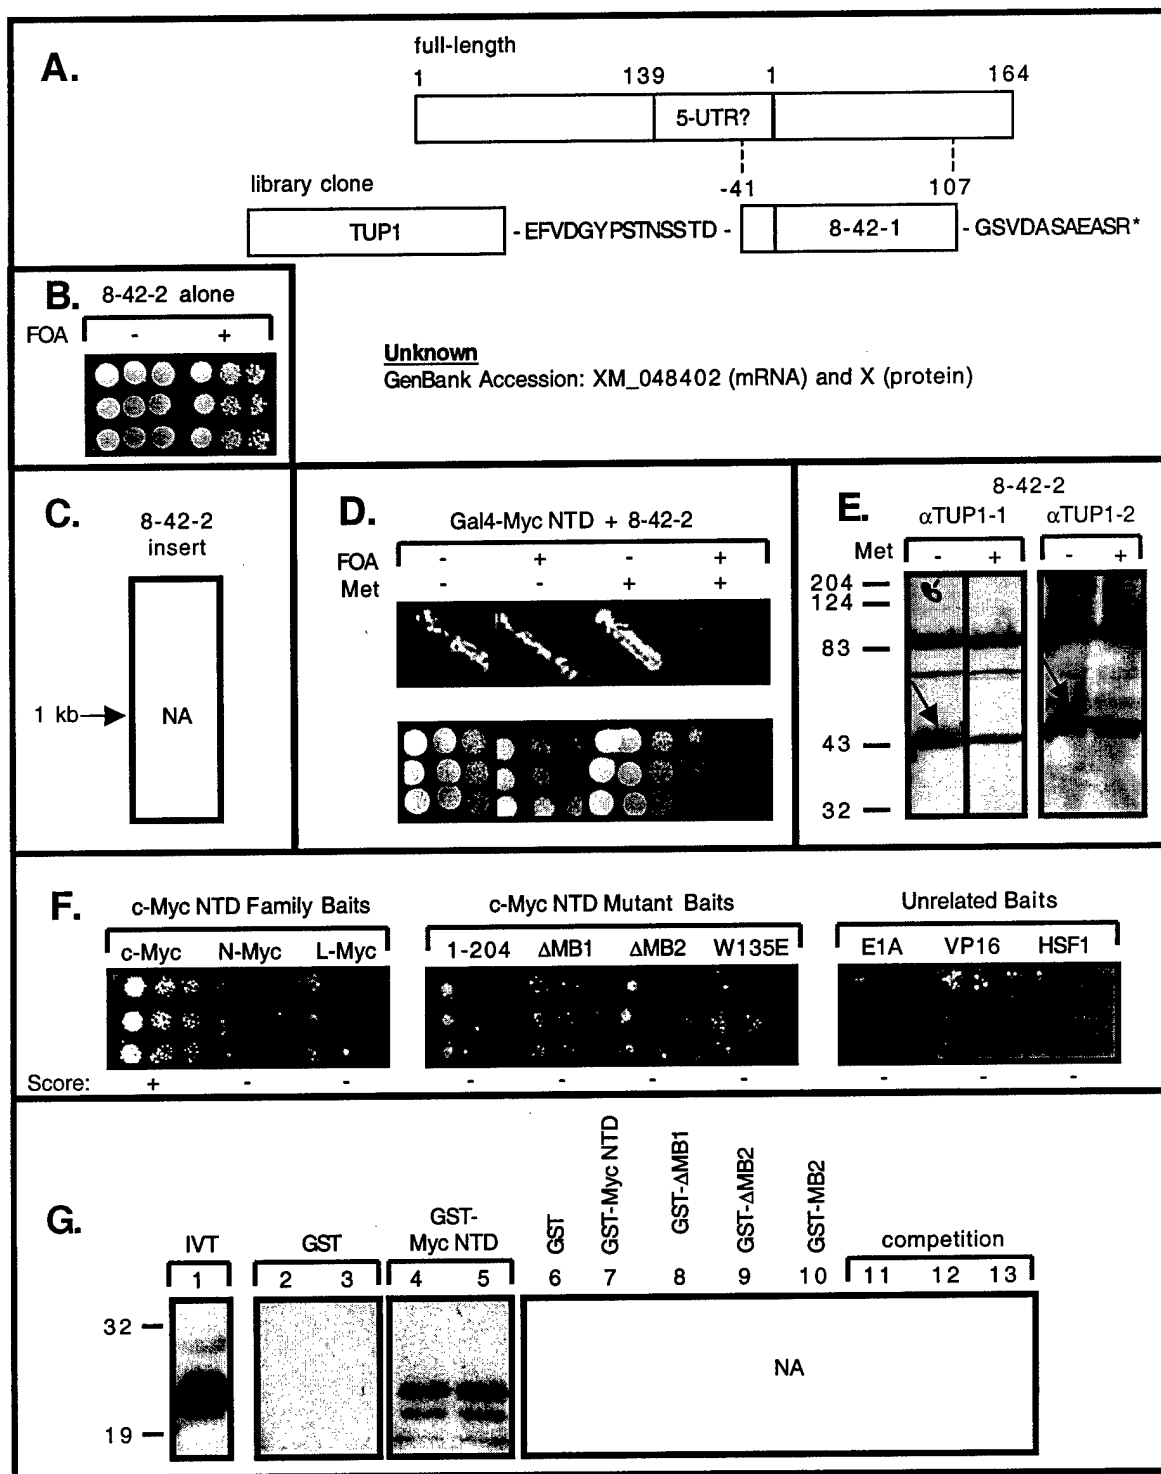 A.
full-length
1 139 1 164
5-UTR?
-41 107
library clone
TUP1 - EFVDGYPSTNSSTD - 8-42-1 - GSVDASAEASR*
B. 8-42-2 alone
FOA - +
Unknown
GenBank Accession: XM_048402 (mRNA) and X (protein)
C.
8-42-2
insert
1 kb
NA
D.
Gal4-Myc NTD + 8-42-2
FOA - + - +
Met - - + +
E.
8-42-2
αTUP1-1 αTUP1-2
Met - + - +
204
124
83
43
32
F.
c-Myc NTD Family Baits c-Myc NTD Mutant Baits Unrelated Baits
c-Myc N-Myc L-Myc 1-204 ΔMB1 ΔMB2 W135E E1A VP16 HSF1
Score: + - - - - - - - - -
G.
IVT GST GST-Myc NTD GST GST-Myc NTD GST-ΔMB1 GST-ΔMB2 GST-MB2 competition
1 2 3 4 5 6 7 8 9 10 11 12 13
32
NA
19